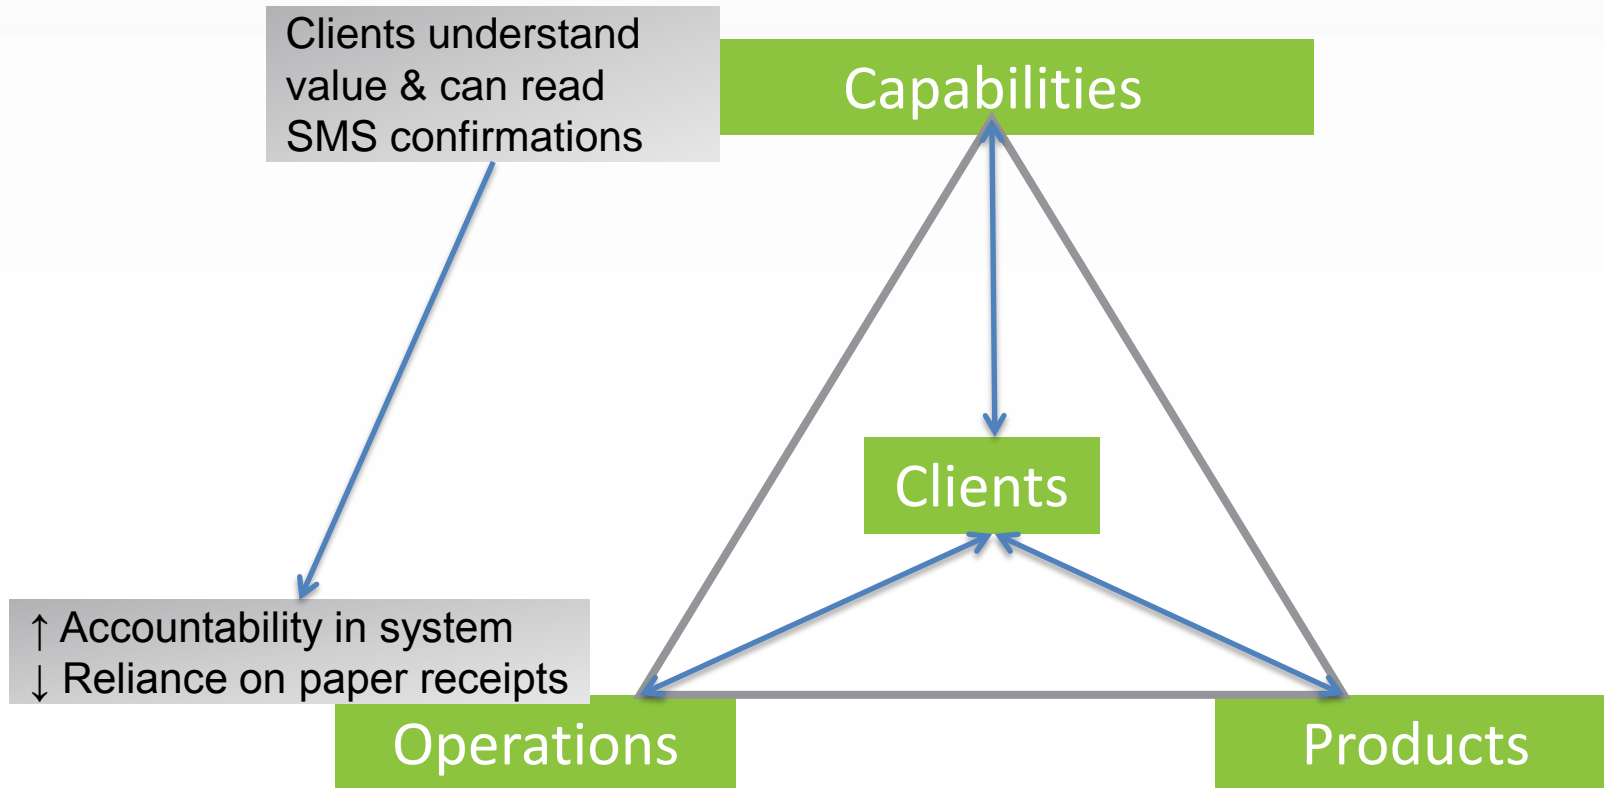 Clients understand
value & can read
SMS confirmations
Capabilities
Clients
↑ Accountability in system
↓ Reliance on paper receipts
Operations
Products